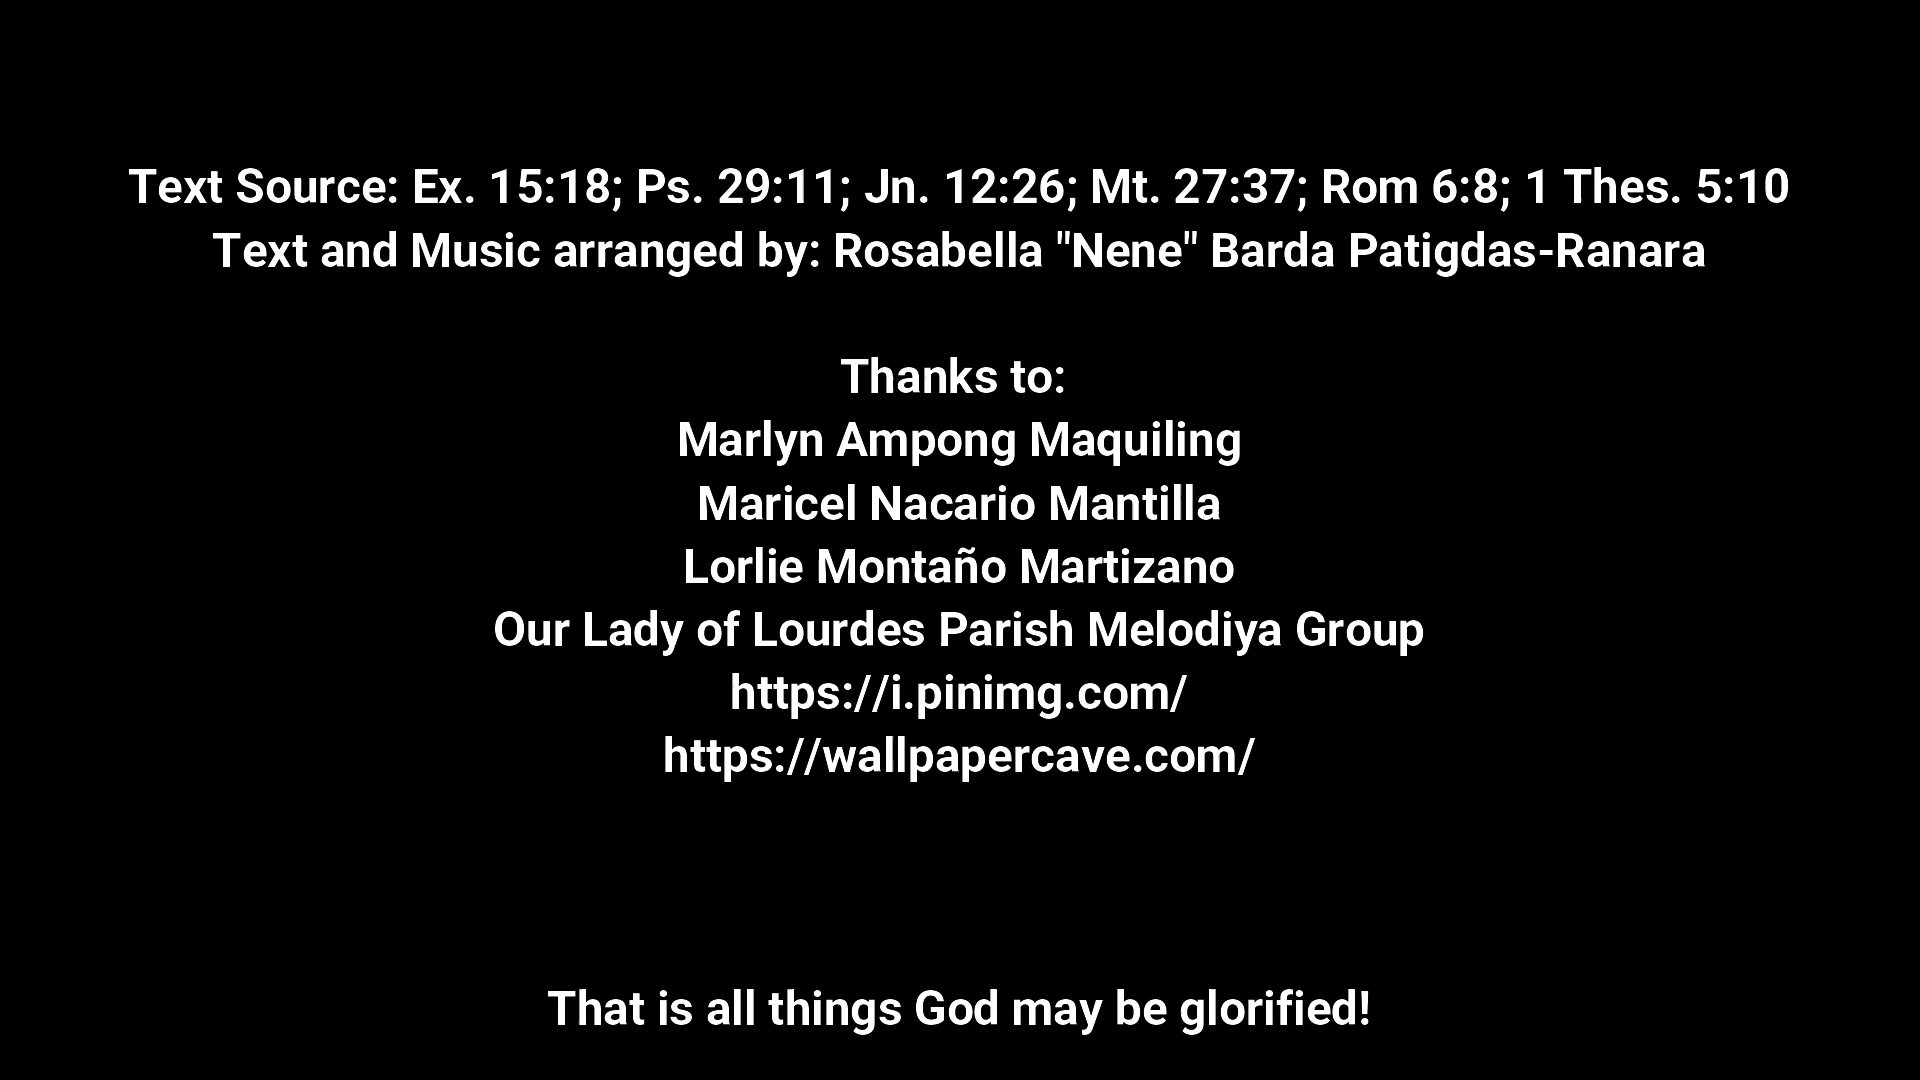 Text Source: Ex. 15:18; Ps. 29:11; Jn. 12:26; Mt. 27:37; Rom 6:8; 1 Thes. 5:10
Text and Music arranged by: Rosabella "Nene" Barda Patigdas-Ranara
Thanks to:
Marlyn Ampong Maquiling
Maricel Nacario Mantilla
Lorlie Montaño Martizano
Our Lady of Lourdes Parish Melodiya Group
https://i.pinimg.com/
https://wallpapercave.com/
That is all things God may be glorified!